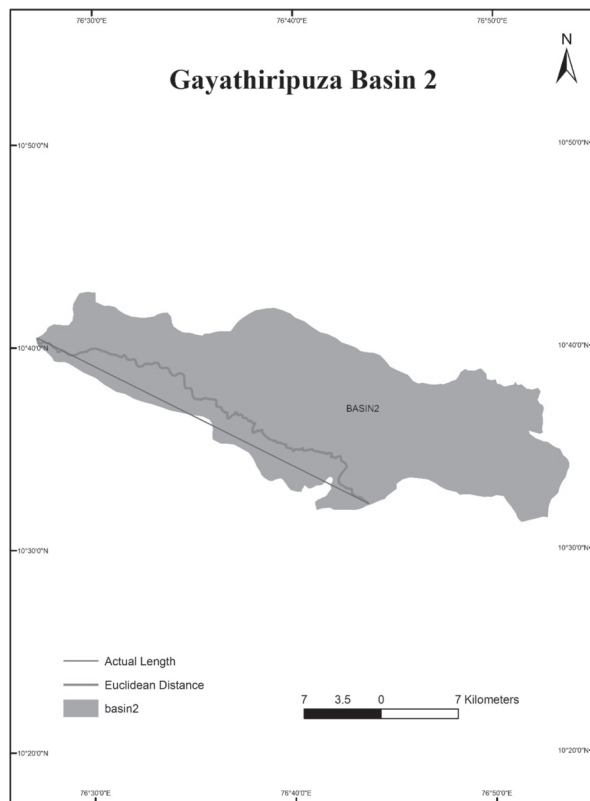 76°30'0"E 76°40'0"E 76°50'0"E
N
Gayathiripuza Basin 2
10°50'0"N 10°50'0"N
10°40'0"N 10°40'0"N
BASIN2
10°30'0"N 10°30'0"N
Actual Length
Euclidean Distance
basin2
7 3.5 0 7 Kilometers
10°20'0"N 10°20'0"N
76°30'0"E 76°40'0"E 76°50'0"E